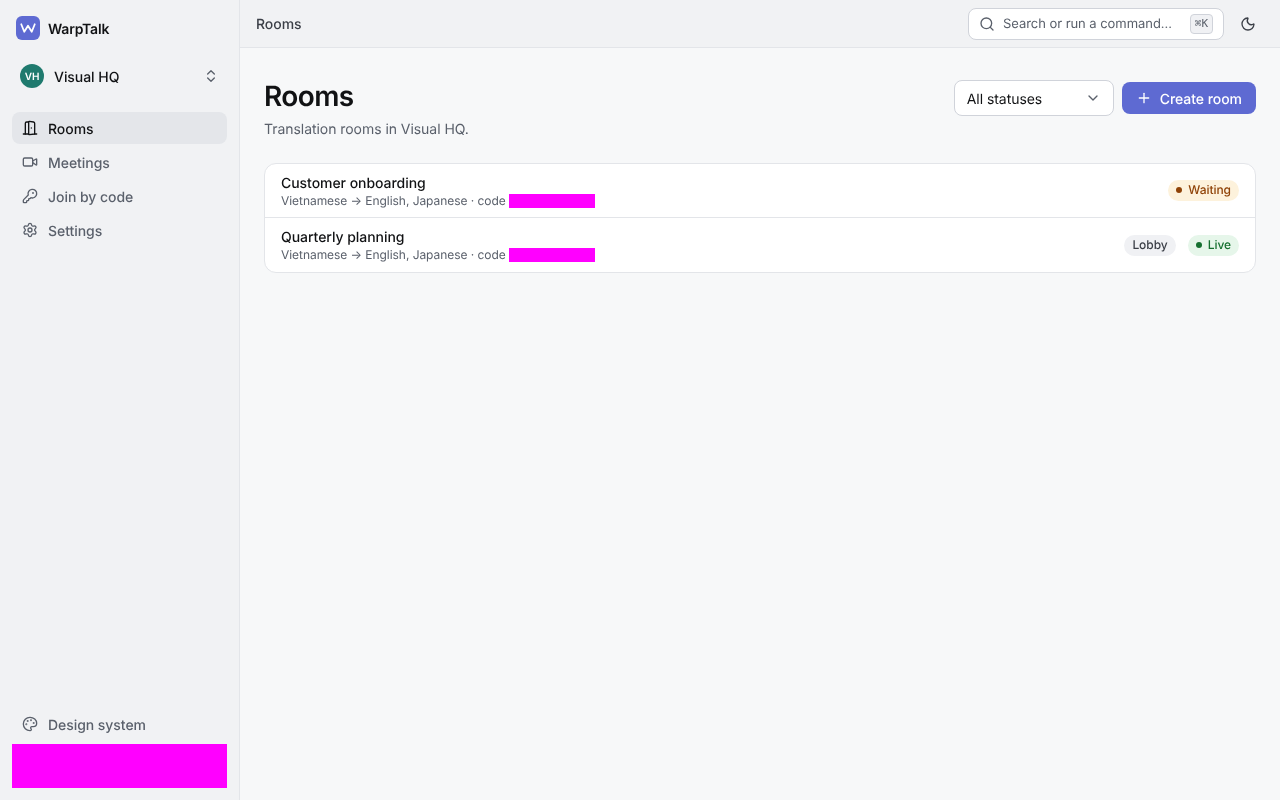 WarpTalk
VH Visual HQ
Rooms
Meetings
Join by code
Settings
Design system
Rooms
Search or run a command... ⌘K
Rooms
Translation rooms in Visual HQ.
All statuses
Create room
Customer onboarding
Vietnamese → English, Japanese · code
Waiting
Quarterly planning
Vietnamese → English, Japanese · code
Lobby
Live